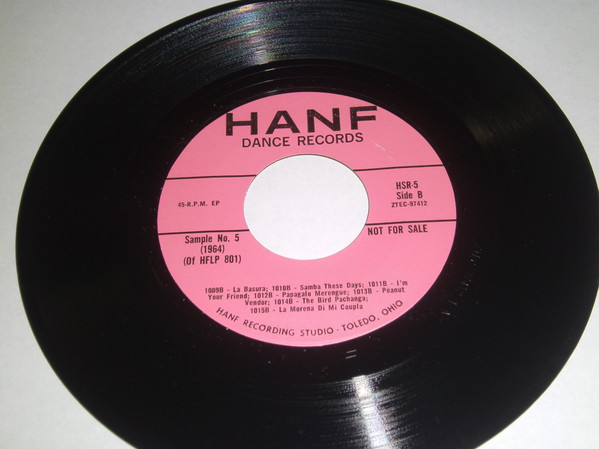 HANF
DANCE RECORDS
45-R.P.M. EP
HSR-5
Side B
ZTEC-97412
Sample No. 5
(1964)
(Of HFLP 801)
NOT FOR SALE
1009B - La Basura; 1010B - Samba These Days; 1011B - I'm
Your Friend; 1012B - Papagalo Merengue; 1013B - Peanut
Vendor; 1014B - The Bird Pachanga;
1015B - La Morena Di Mi Coupla
HANF RECORDING STUDIO - TOLEDO, OHIO